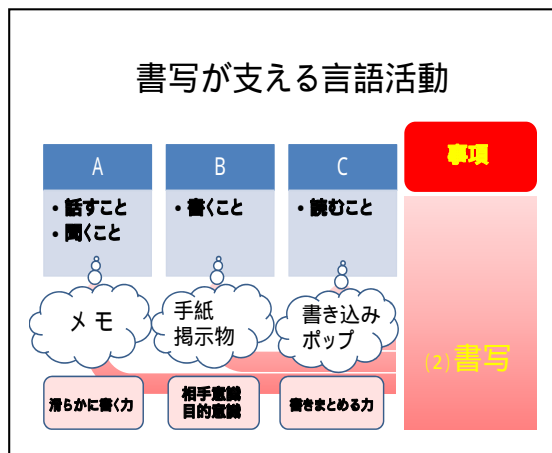 書写が支える言語活動
事項
A
B
C
・話すこと
・聞くこと
・書くこと
・読むこと
メモ
手紙
掲示物
書き込み
ポップ
(2)書写
滑らかに書く力
相手意識
目的意識
書きまとめる力